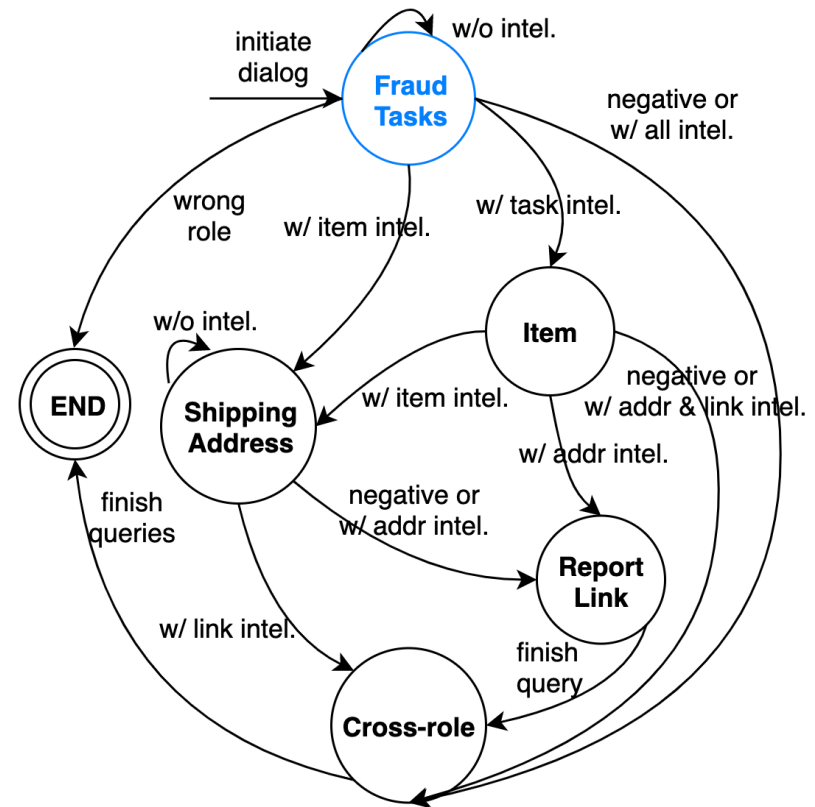 initiate
dialog
w/o intel.
Fraud
Tasks
negative or
w/ all intel.
wrong
role
w/ item intel.
w/ task intel.
w/o intel.
Item
END
Shipping
Address
w/ item intel.
negative or
w/ addr & link intel.
w/ addr intel.
finish
queries
negative or
w/ addr intel.
Report
Link
w/ link intel.
finish
query
Cross-role